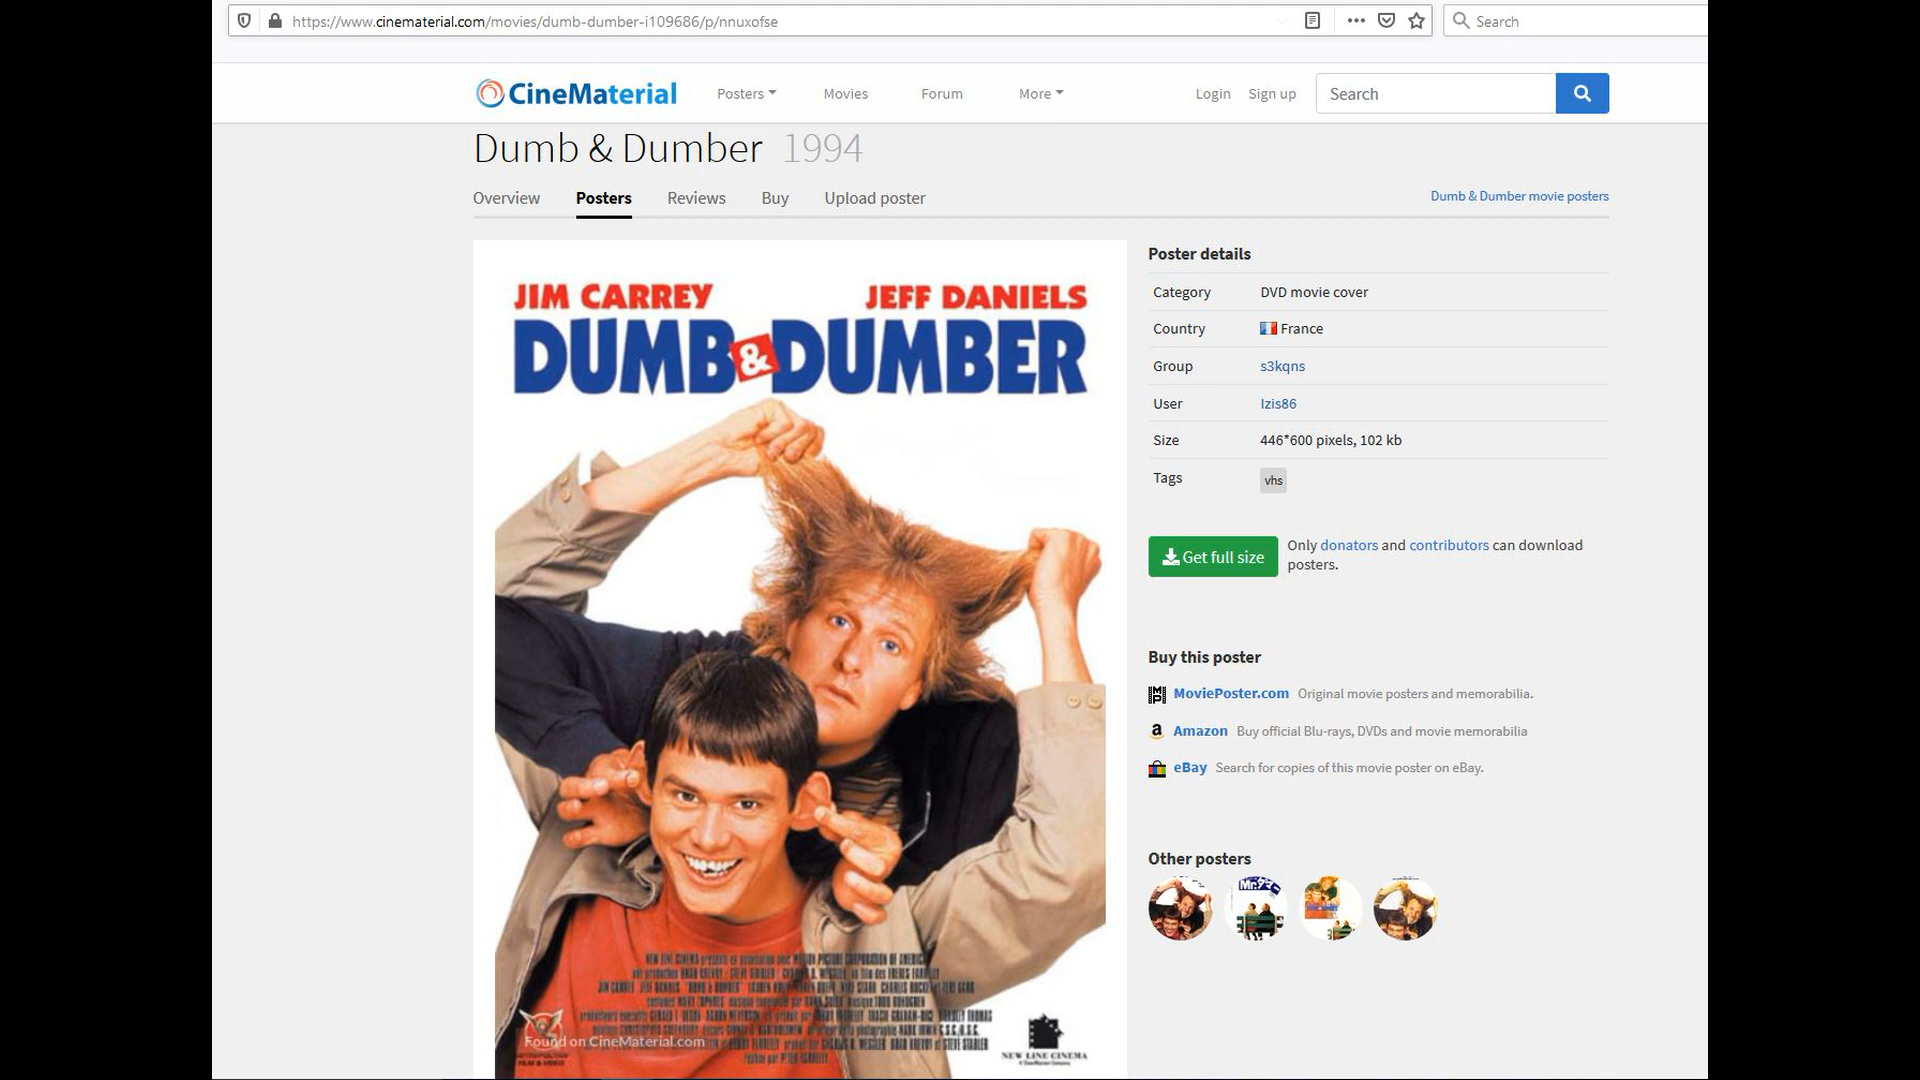 https://www.cinematerial.com/movies/dumb-dumber-i109686/p/nnuxofse
Search
CineMaterial
Posters
Movies
Forum
More
Login
Sign up
Search
Dumb & Dumber 1994
Overview
Posters
Reviews
Buy
Upload poster
Dumb & Dumber movie posters
JIM CARREY JEFF DANIELS
DUMB & DUMBER
Found on CineMaterial.com
NEW LINE CINEMA
Poster details
Category DVD movie cover
Country France
Group s3kqns
User Izis86
Size 446*600 pixels, 102 kb
Tags vhs
Get full size
Only donators and contributors can download
posters.
Buy this poster
MoviePoster.com Original movie posters and memorabilia.
Amazon Buy official Blu-rays, DVDs and movie memorabilia
eBay Search for copies of this movie poster on eBay.
Other posters